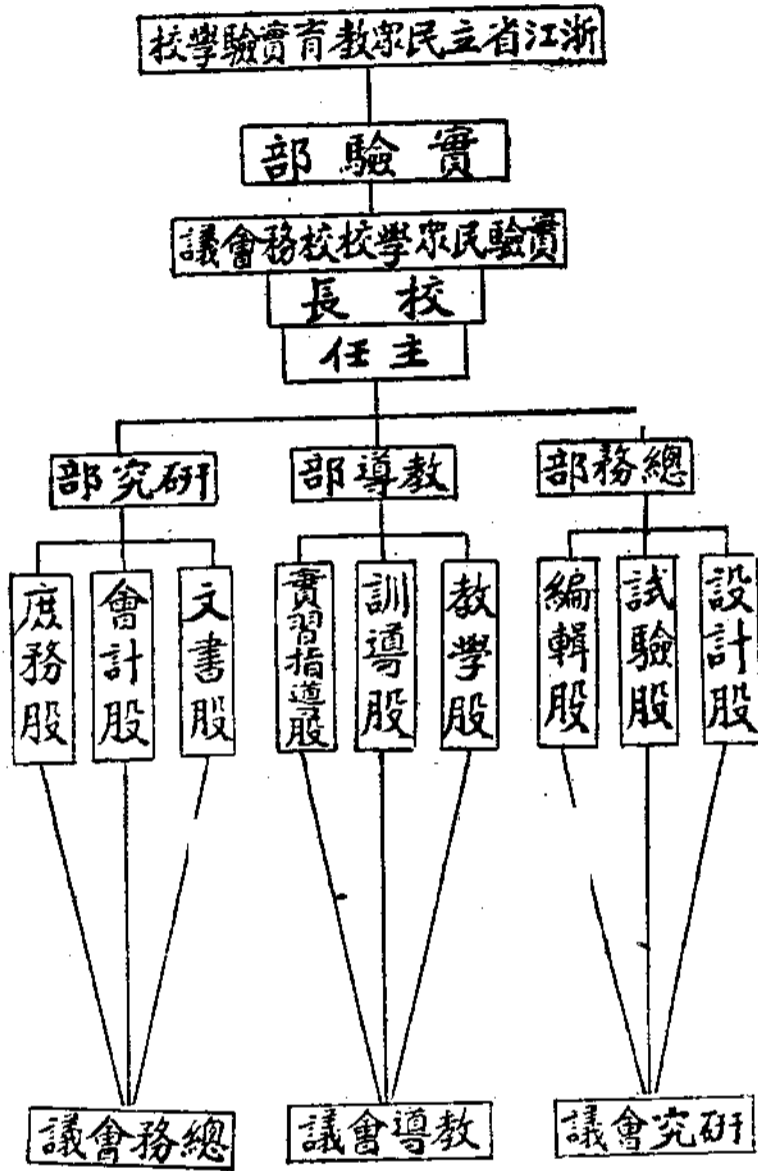 浙江省立民眾教育實驗學校
實驗部
實驗民眾學校校務會議
校長
主任
總務部
教導部
研究部
設計股
試驗股
編輯股
教學股
訓導股
實習指導股
文書股
會計股
庶務股
研究會議
教導會議
總務會議